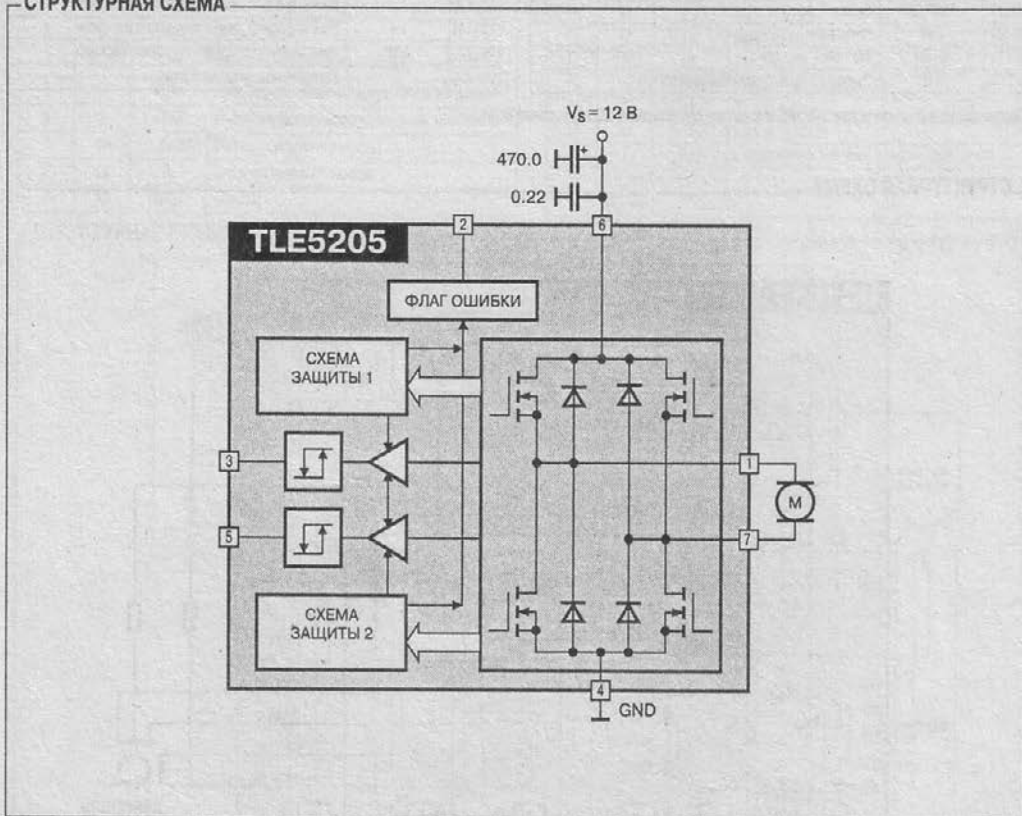 СТРУКТУРНАЯ СХЕМА
V_S = 12 В
470.0
+
0.22
2
6
TLE5205
ФЛАГ ОШИБКИ
СХЕМА
ЗАЩИТЫ 1
3
1
M
5
7
СХЕМА
ЗАЩИТЫ 2
4
GND